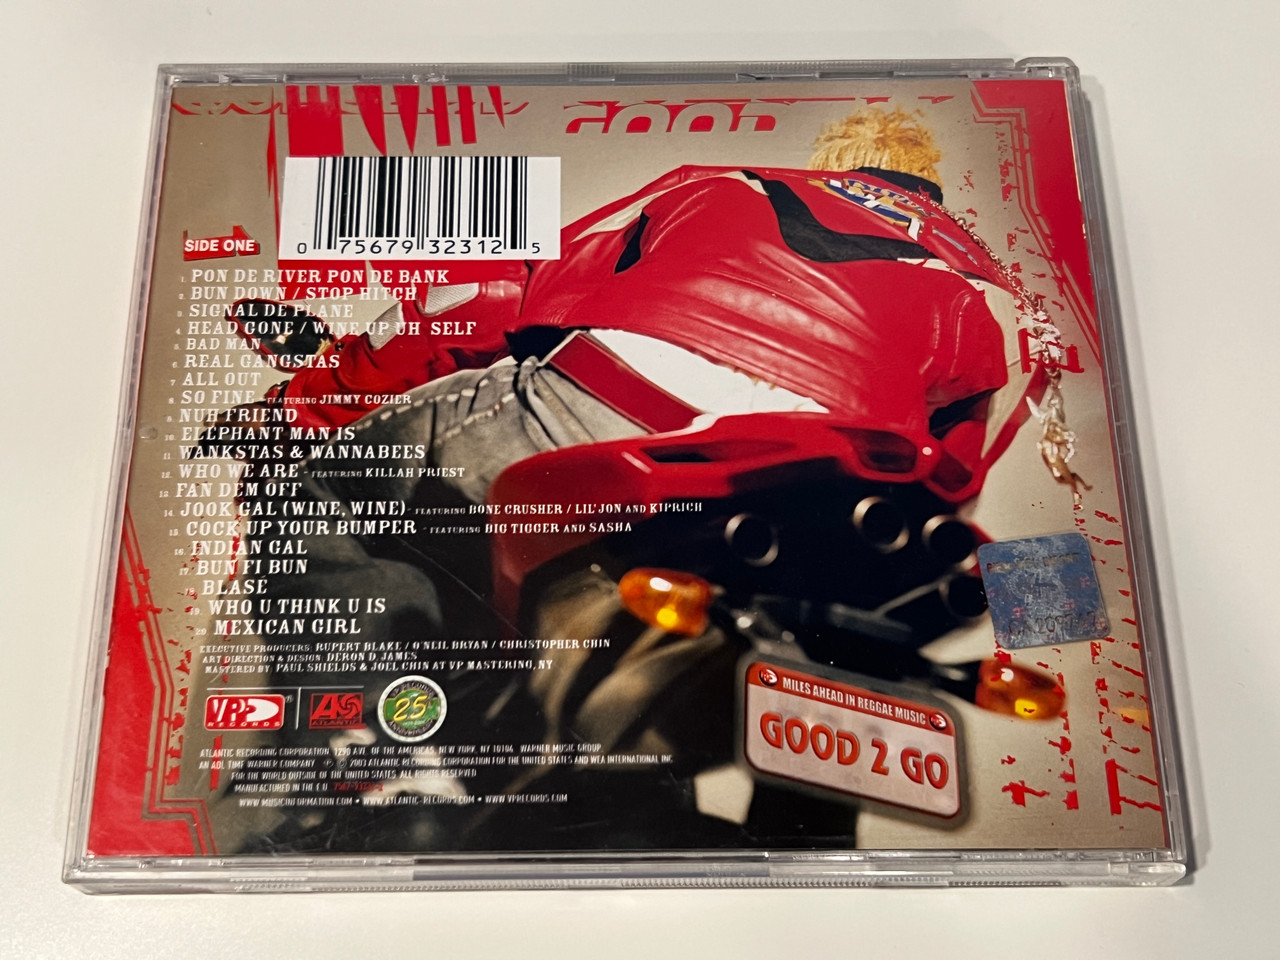 GOOD
0 75679 32312 5
SIDE ONE
1. PON DE RIVER PON DE BANK
2. BUN DOWN / STOP HITCH
3. SIGNAL DE PLANE
4. HEAD GONE / WINE UP UH SELF
5. BAD MAN
6. REAL GANGSTAS
7. ALL OUT
8. SO FINE - FEATURING JIMMY COZIER
9. NUH FRIEND
10. ELEPHANT MAN IS
11. WANKSTAS & WANNABEES
12. WHO WE ARE - FEATURING KILLAH PRIEST
13. FAN DEM OFF
14. JOOK GAL (WINE, WINE) - FEATURING BONE CRUSHER / LIL' JON AND KIPRICH
15. COCK UP YOUR BUMPER - FEATURING BIG TIGGER AND SASHA
16. INDIAN GAL
17. BUN FI BUN
18. BLASÉ
19. WHO U THINK U IS
20. MEXICAN GIRL
EXECUTIVE PRODUCERS: RUPERT BLAKE / O'NEIL BRYAN / CHRISTOPHER CHIN
ART DIRECTION & DESIGN: DERON D. JAMES
MASTERED BY: PAUL SHIELDS & JOEL CHIN AT VP MASTERING, NY
VP RECORDS ®
ATLANTIC
25
MILES AHEAD IN REGGAE MUSIC
GOOD 2 GO
ATLANTIC RECORDING CORPORATION, 1290 AVE. OF THE AMERICAS, NEW YORK, NY 10104 WARNER MUSIC GROUP
AN AOL TIME WARNER COMPANY ℗ © 2003 ATLANTIC RECORDING CORPORATION FOR THE UNITED STATES AND WEA INTERNATIONAL INC.
FOR THE WORLD OUTSIDE OF THE UNITED STATES. ALL RIGHTS RESERVED
MANUFACTURED IN THE E.U.
WWW.MUSICINFORMATION.COM • WWW.ATLANTIC-RECORDS.COM • WWW.VPRECORDS.COM